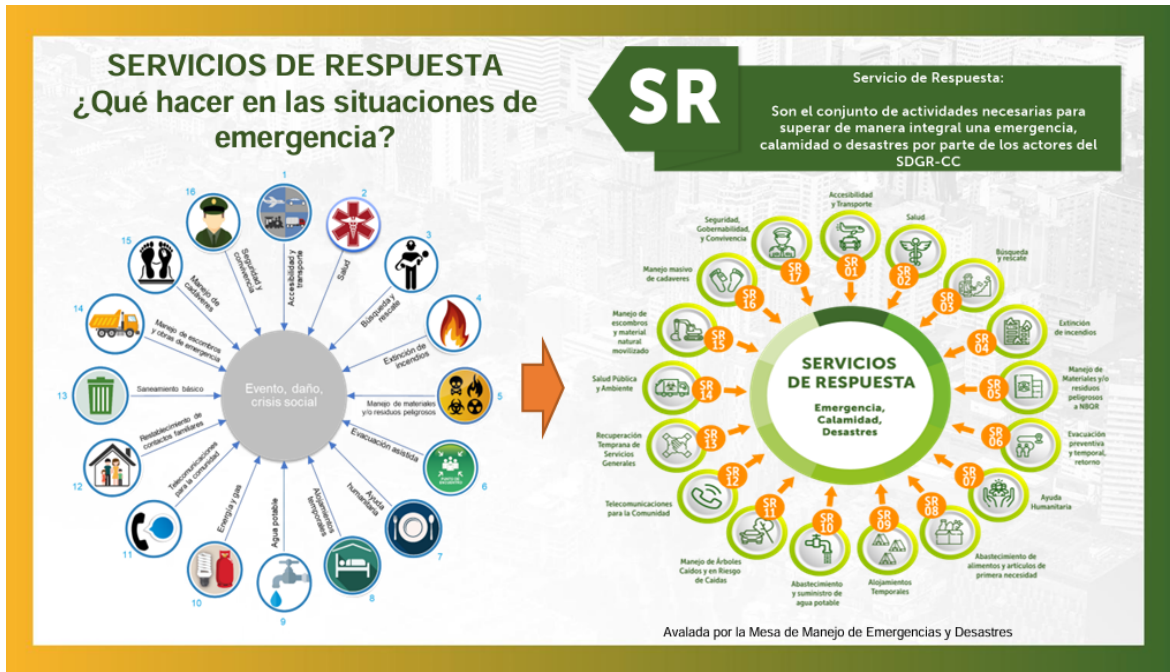 SERVICIOS DE RESPUESTA
¿Qué hacer en las situaciones de
emergencia?
1
Accesibilidad y
transporte
2
Salud
3
Búsqueda y
rescate
4
Extinción de
incendios
5
Manejo de materiales
y/o residuos peligrosos
6
Evacuación asistida
PUNTO DE
ENCUENTRO
7
Ayuda
humanitaria
8
Alojamientos
temporales
9
Agua potable
10
Energía y gas
11
Telecomunicaciones
para la comunidad
12
Restablecimiento de
contactos familiares
13
Saneamiento básico
14
Manejo de escombros
y obras de emergencia
15
Manejo de
cadáveres
16
Seguridad y
convivencia
Evento, daño,
crisis social
SR
Servicio de Respuesta:
Son el conjunto de actividades necesarias para
superar de manera integral una emergencia,
calamidad o desastres por parte de los actores del
SDGR-CC
Accesibilidad
y Transporte
SR
01
Salud
SR
02
Búsqueda
y rescate
SR
03
Extinción
de incendios
SR
04
Manejo de
Materiales y/o
residuos
peligrosos
a NBQR
SR
05
Evacuación
preventiva
y temporal,
retorno
SR
06
Ayuda
Humanitaria
SR
07
Abastecimiento de
alimentos y artículos de
primera necesidad
SR
08
Alojamientos
Temporales
SR
09
Abastecimiento
y suministro de
agua potable
SR
10
Manejo de Árboles
Caídos y en Riesgo
de Caídas
SR
11
Telecomunicaciones
para la Comunidad
SR
12
Recuperación
Temprana de
Servicios
Generales
SR
13
Salud Pública
y Ambiente
SR
14
Manejo de
escombros
y material
natural
movilizado
SR
15
Manejo masivo
de cadaveres
SR
16
Seguridad,
Gobernabilidad,
y Convivencia
SR
17
SERVICIOS
DE RESPUESTA
Emergencia,
Calamidad,
Desastres
Avalada por la Mesa de Manejo de Emergencias y Desastres